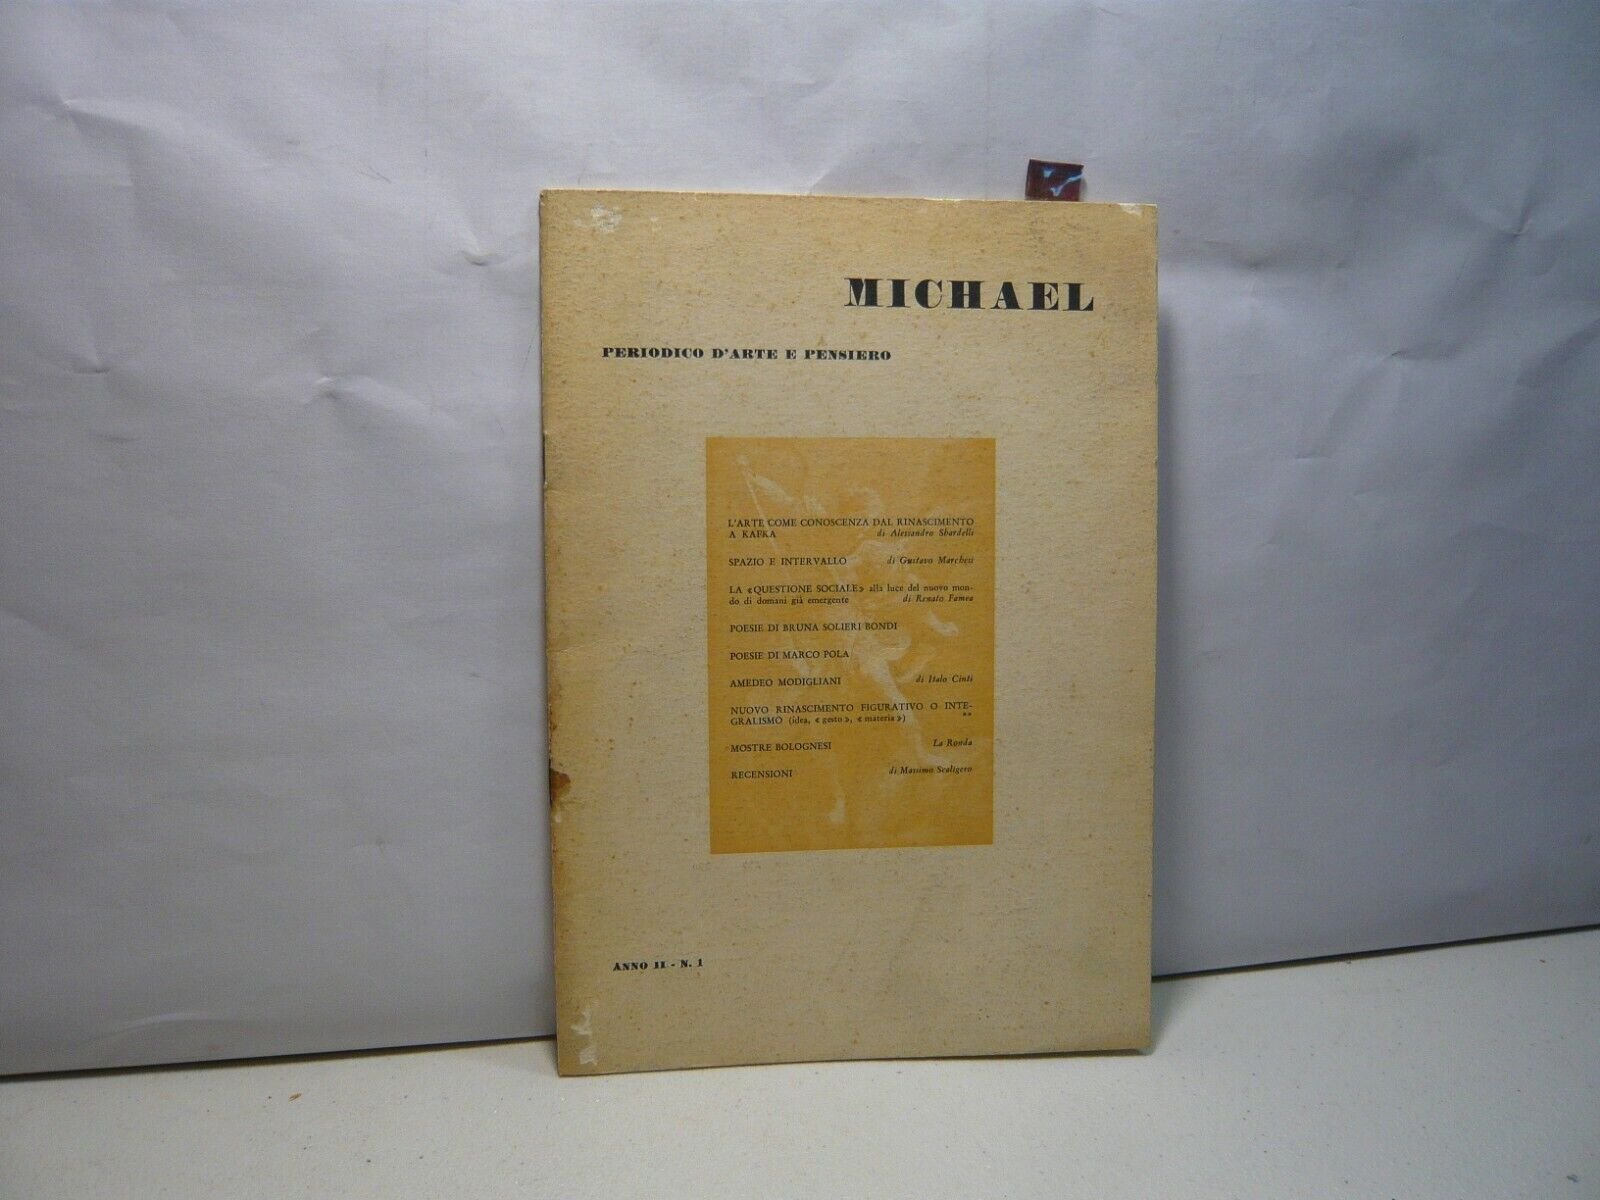 MICHAEL
PERIODICO D'ARTE E PENSIERO
L'ARTE COME CONOSCENZA DAL RINASCIMENTO
A KAFKA di Alessandro Sbardelli
SPAZIO E INTERVALLO di Gustavo Marchesi
LA «QUESTIONE SOCIALE» alla luce del nuovo mon-
do di domani già emergente di Renato Famea
POESIE DI BRUNA SOLIERI BONDI
POESIE DI MARCO POLA
AMEDEO MODIGLIANI di Italo Cinti
NUOVO RINASCIMENTO FIGURATIVO O INTE-
GRALISMO (idea, « gesto », « materia ») **
MOSTRE BOLOGNESI La Ronda
RECENSIONI di Massimo Scaligero
ANNO II - N. 1